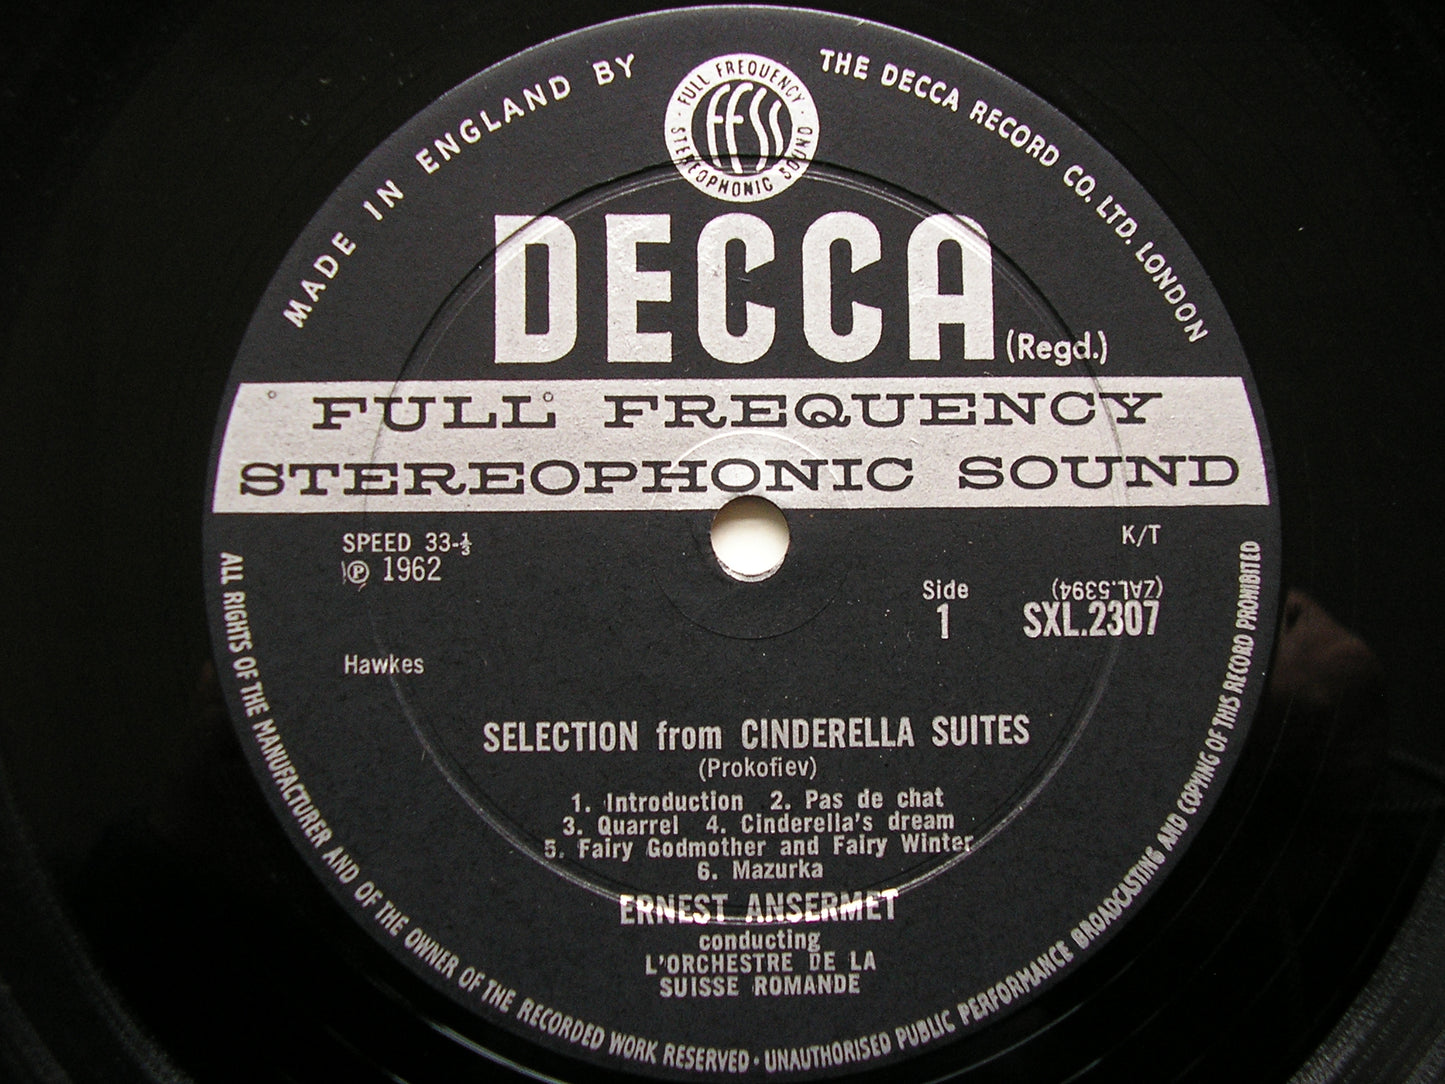 MADE IN ENGLAND BY
THE DECCA RECORD CO. LTD. LONDON
FULL FREQUENCY
STEREOPHONIC SOUND
FFSS
DECCA
(Regd.)
FULL FREQUENCY
STEREOPHONIC SOUND
SPEED 33-⅓
℗ 1962
K/T
Side
1
(ZAL.5394)
SXL.2307
Hawkes
SELECTION from CINDERELLA SUITES
(Prokofiev)
1. Introduction 2. Pas de chat
3. Quarrel 4. Cinderella's dream
5. Fairy Godmother and Fairy Winter
6. Mazurka
ERNEST ANSERMET
conducting
L'ORCHESTRE DE LA
SUISSE ROMANDE
ALL RIGHTS OF THE MANUFACTURER AND OF THE OWNER OF THE RECORDED WORK RESERVED · UNAUTHORISED PUBLIC PERFORMANCE BROADCASTING AND COPYING OF THIS RECORD PROHIBITED